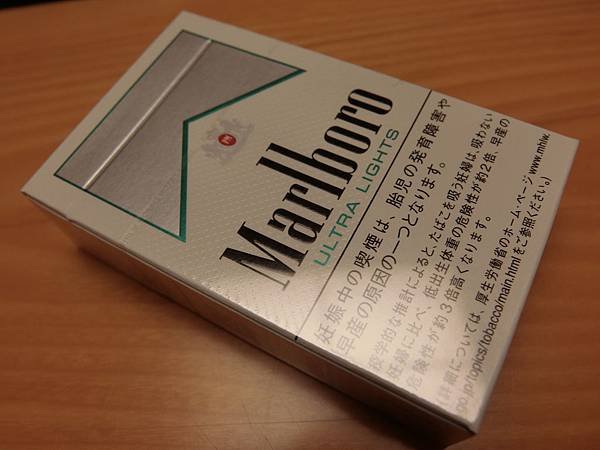 Marlboro
ULTRA LIGHTS
妊娠中の喫煙は、胎児の発育障害や
早産の原因の一つとなります。
疫学的な推計によると、たばこを吸う妊婦は、吸わない
妊婦に比べ、低出生体重の危険性が約2倍、早産の
危険性が約3倍高くなります。
(詳細については、厚生労働省のホーム・ページ www.mhlw.
go.jp/topics/tobacco/main.htmlをご参照ください。)